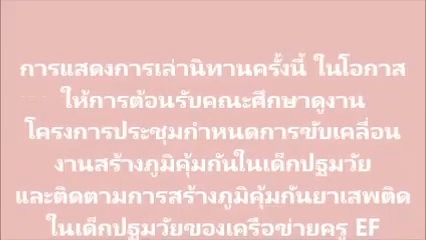 การแสดงการเล่านิทานครั้งนี้ ในโอกาส
ให้การต้อนรับคณะศึกษาดูงาน
โครงการประชุมกำหนดการขับเคลื่อน
งานสร้างภูมิคุ้มกันในเด็กปฐมวัย
และติดตามการสร้างภูมิคุ้มกันยาเสพติด
ในเด็กปฐมวัยของเครือข่ายครู EF